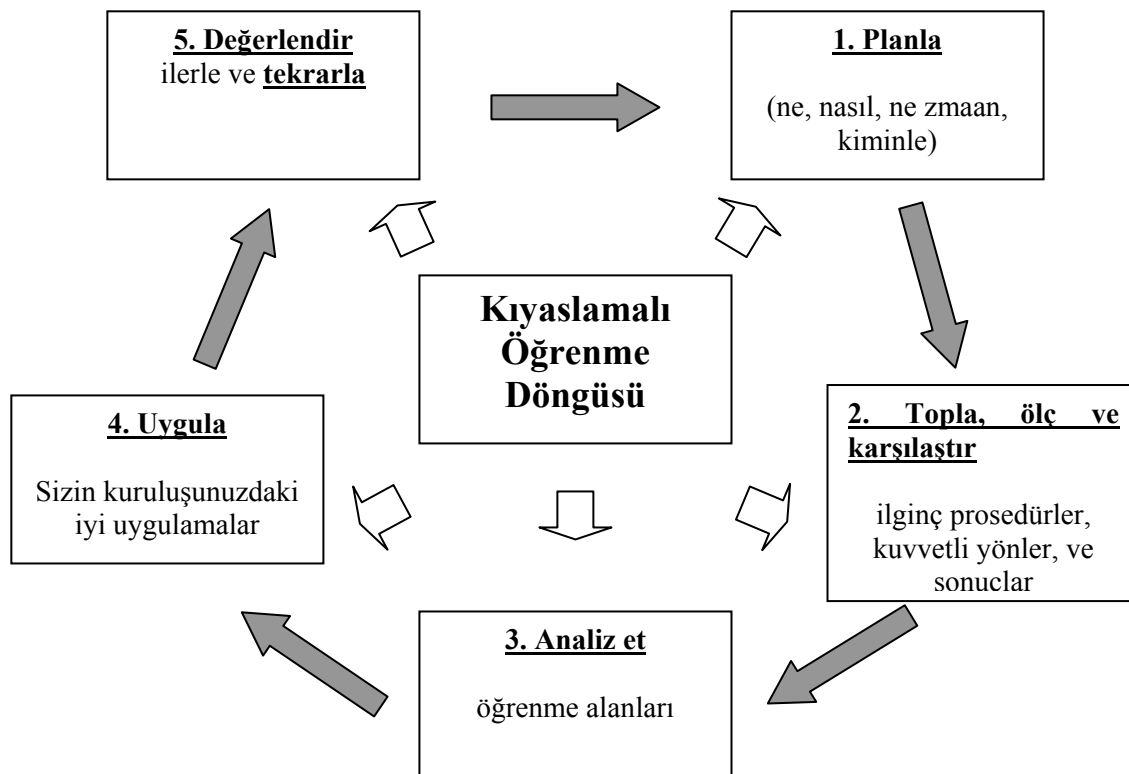 5. Değerlendir
ilerle ve tekrarla
1. Planla
(ne, nasıl, ne zmaan,
kiminle)
Kıyaslamalı
Öğrenme
Döngüsü
4. Uygula
Sizin kuruluşunuzdaki
iyi uygulamalar
2. Topla, ölç ve
karşılaştır
ilginç prosedürler,
kuvvetli yönler, ve
sonuclar
3. Analiz et
öğrenme alanları